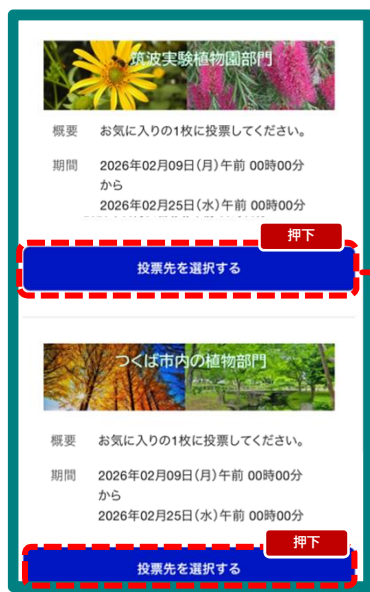 筑波実験植物園部門
概要 お気に入りの1枚に投票してください。
期間 2026年02月09日(月)午前 00時00分
から
2026年02月25日(水)午前 00時00分
押下
投票先を選択する
つくば市内の植物部門
概要 お気に入りの1枚に投票してください。
期間 2026年02月09日(月)午前 00時00分
から
2026年02月25日(水)午前 00時00分
押下
投票先を選択する